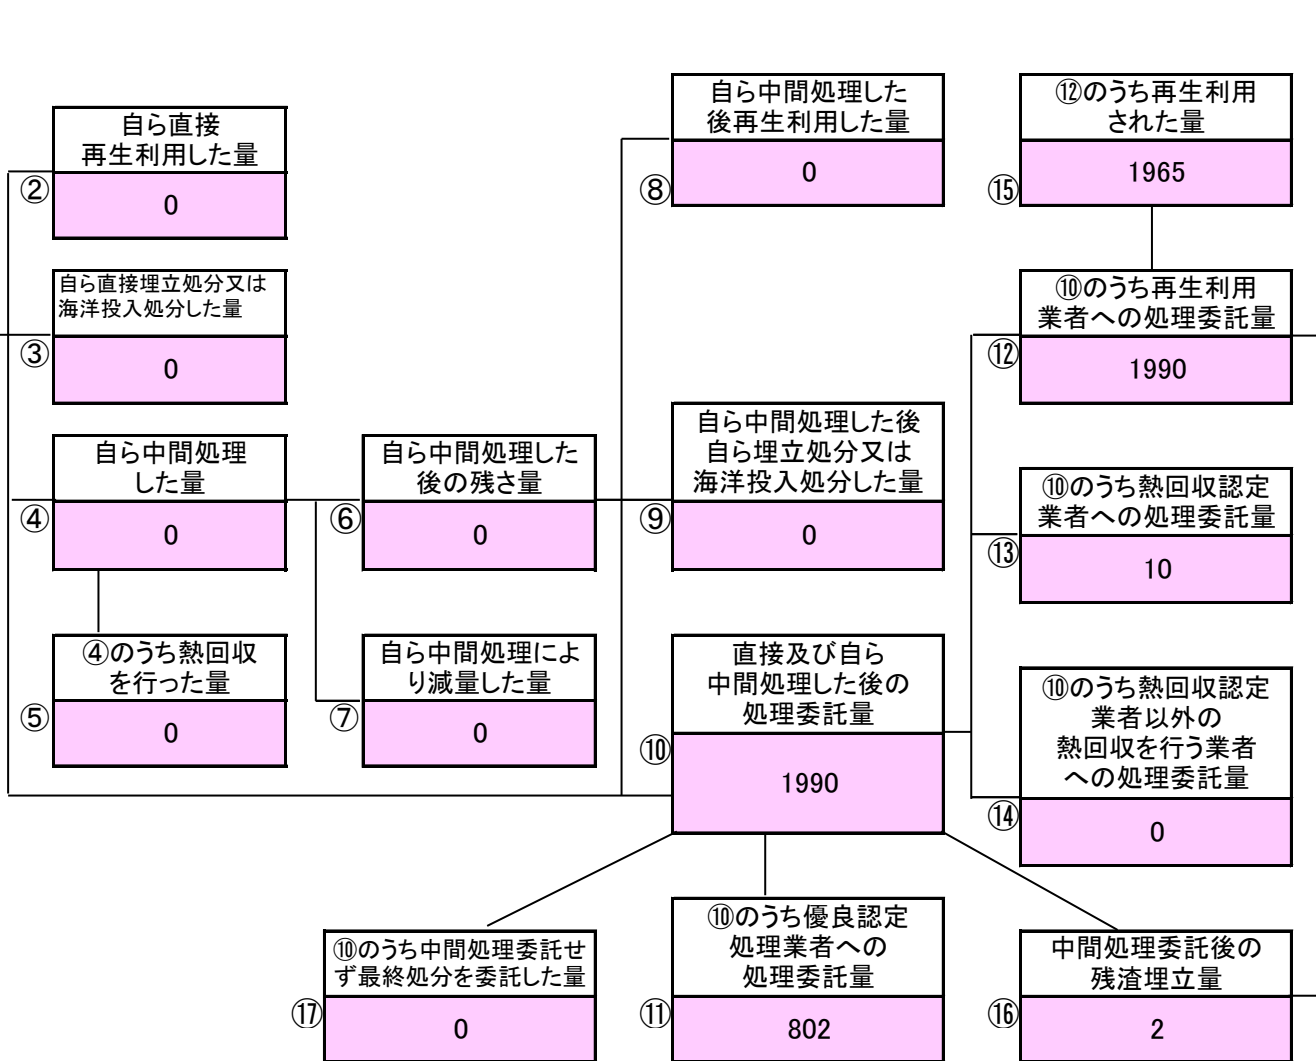 自ら直接
再生利用した量
②
0
自ら直接埋立処分又は
海洋投入処分した量
③
0
自ら中間処理
した量
④
0
④のうち熱回収
を行った量
⑤
0
自ら中間処理した
後の残さ量
⑥
0
自ら中間処理によ
り減量した量
⑦
0
自ら中間処理した
後再生利用した量
⑧
0
自ら中間処理した後
自ら埋立処分又は
海洋投入処分した量
⑨
0
直接及び自ら
中間処理した後の
処理委託量
⑩
1990
⑩のうち優良認定
処理業者への
処理委託量
⑪
802
⑫のうち再生利用
された量
⑮
1965
⑩のうち再生利用
業者への処理委託量
⑫
1990
⑩のうち熱回収認定
業者への処理委託量
⑬
10
⑩のうち熱回収認定
業者以外の
熱回収を行う業者
への処理委託量
⑭
0
中間処理委託後の
残渣埋立量
⑯
2
⑩のうち中間処理委託せ
ず最終処分を委託した量
⑰
0